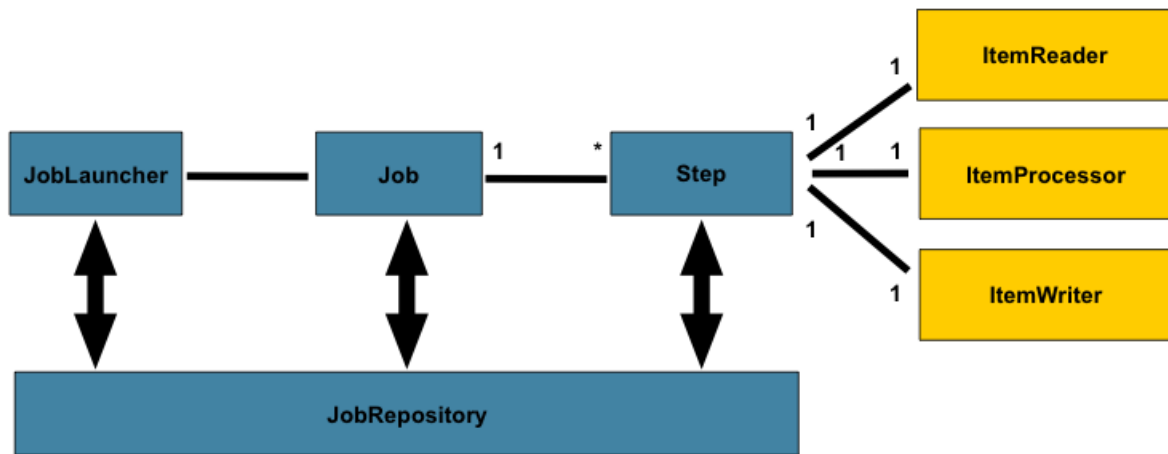 ItemReader
1
1
1
*
1
1
JobLauncher
Job
Step
ItemProcessor
1
1
ItemWriter
JobRepository